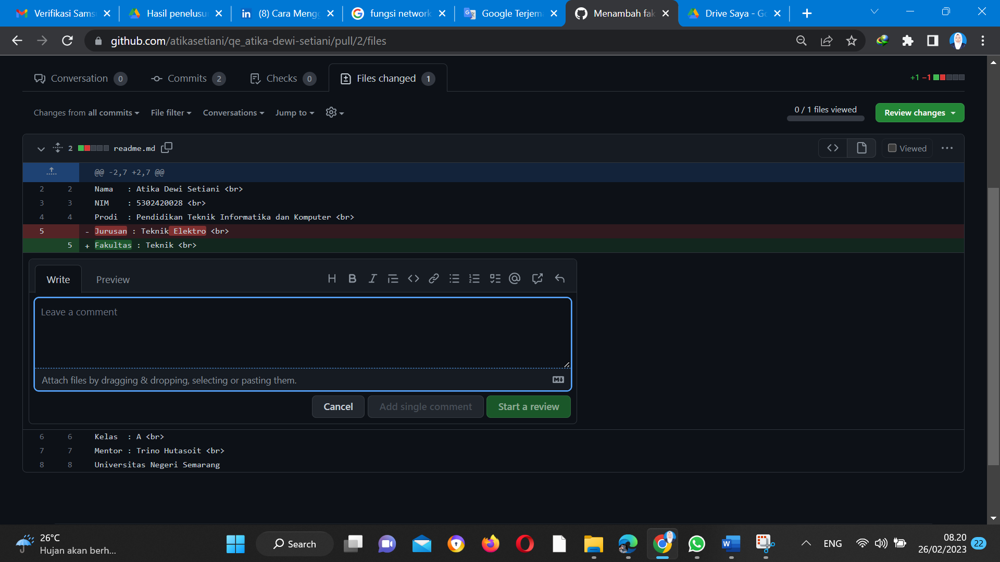 Verifikasi Sams
Hasil penelusu
(8) Cara Mengg
fungsi network
Google Terjem
Menambah fak
Drive Saya - Go
github.com/atikasetiani/qe_atika-dewi-setiani/pull/2/files
Conversation 0
Commits 2
Checks 0
Files changed 1
+1 −1
Changes from all commits
File filter
Conversations
Jump to
0 / 1 files viewed
Review changes
2 readme.md
Viewed
@@ -2,7 +2,7 @@
2 2 Nama : Atika Dewi Setiani <br>
3 3 NIM : 5302420028 <br>
4 4 Prodi : Pendidikan Teknik Informatika dan Komputer <br>
5 - Jurusan : Teknik Elektro <br>
5 + Fakultas : Teknik <br>
Write
Preview
Leave a comment
Attach files by dragging & dropping, selecting or pasting them.
Cancel
Add single comment
Start a review
6 6 Kelas : A <br>
7 7 Mentor : Trino Hutasoit <br>
8 8 Universitas Negeri Semarang
26°C
Hujan akan berh...
Search
ENG
08.20
26/02/2023
22